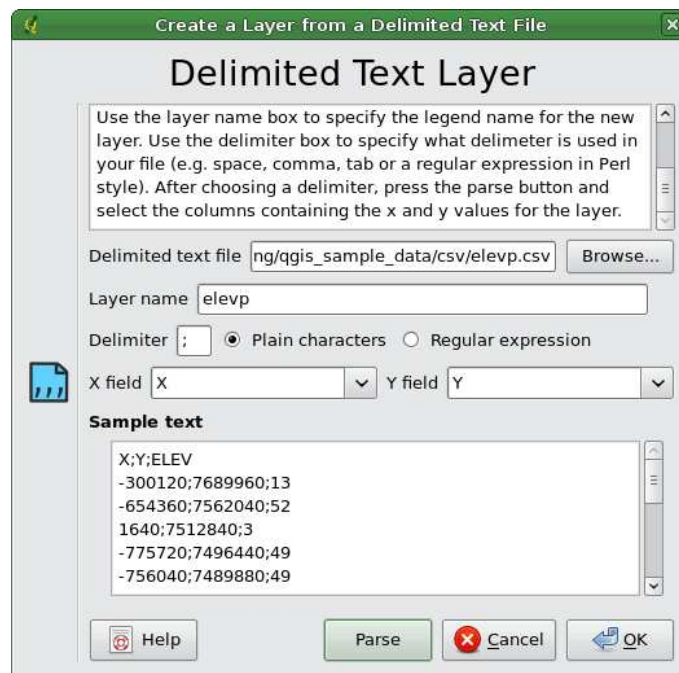 Create a Layer from a Delimited Text File
Delimited Text Layer
Use the layer name box to specify the legend name for the new
layer. Use the delimiter box to specify what delimeter is used in
your file (e.g. space, comma, tab or a regular expression in Perl
style). After choosing a delimiter, press the parse button and
select the columns containing the x and y values for the layer.
Delimited text file ng/qgis_sample_data/csv/elevp.csv Browse...
Layer name elevp
Delimiter ; Plain characters Regular expression
X field X Y field Y
Sample text
X;Y;ELEV
-300120;7689960;13
-654360;7562040;52
1640;7512840;3
-775720;7496440;49
-756040;7489880;49
Help Parse Cancel OK